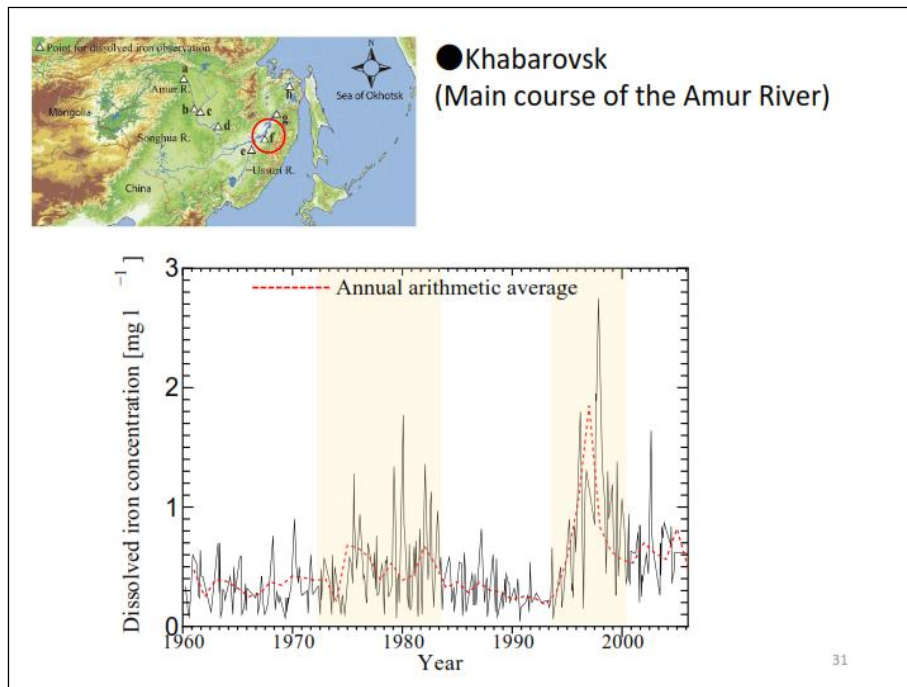 Point for dissolved iron observation
N
a
Amur R.
h
Sea of Okhotsk
Mongolia
b
c
g
d
Songhua R.
f
e
Ussuri R.
China
●Khabarovsk
(Main course of the Amur River)
Dissolved iron concentration [mg l⁻¹]
3
2
1
0
Annual arithmetic average
1960
1970
1980
1990
2000
Year
31